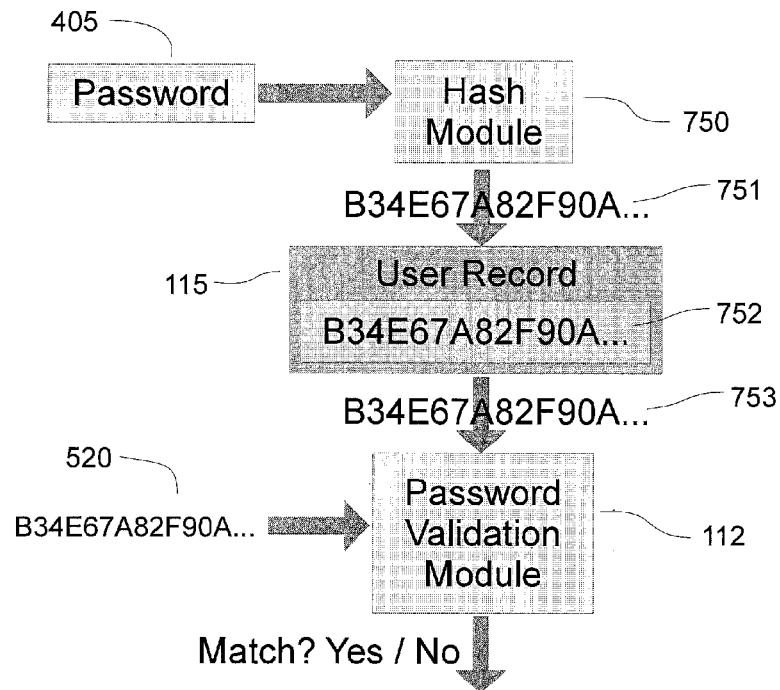 405
Password
Hash
Module
750
B34E67A82F90A...
751
115
User Record
B34E67A82F90A...
752
B34E67A82F90A...
753
520
B34E67A82F90A...
Password
Validation
Module
112
Match? Yes / No